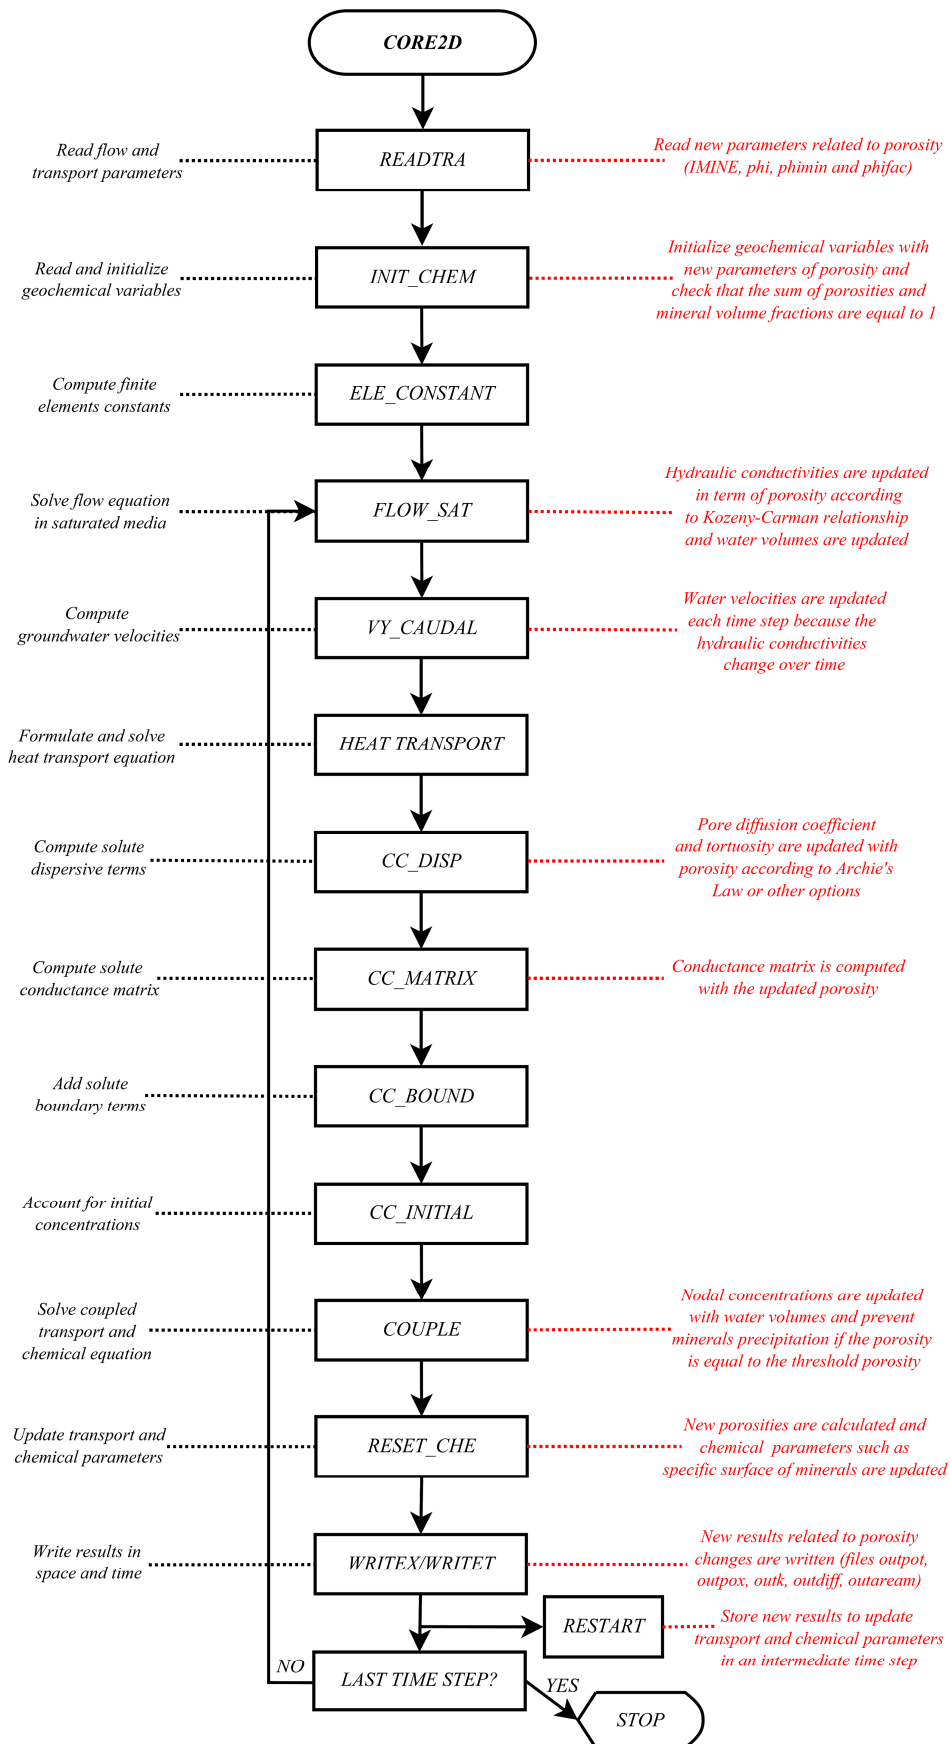 CORE2D
Read flow and
transport parameters
READTRA
Read new parameters related to porosity
(IMINE, phi, phimin and phifac)
Read and initialize
geochemical variables
INIT_CHEM
Initialize geochemical variables with
new parameters of porosity and
check that the sum of porosities and
mineral volume fractions are equal to 1
Compute finite
elements constants
ELE_CONSTANT
Solve flow equation
in saturated media
FLOW_SAT
Hydraulic conductivities are updated
in term of porosity according
to Kozeny-Carman relationship
and water volumes are updated
Compute
groundwater velocities
VY_CAUDAL
Water velocities are updated
each time step because the
hydraulic conductivities
change over time
Formulate and solve
heat transport equation
HEAT TRANSPORT
Compute solute
dispersive terms
CC_DISP
Pore diffusion coefficient
and tortuosity are updated with
porosity according to Archie's
Law or other options
Compute solute
conductance matrix
CC_MATRIX
Conductance matrix is computed
with the updated porosity
Add solute
boundary terms
CC_BOUND
Account for initial
concentrations
CC_INITIAL
Solve coupled
transport and
chemical equation
COUPLE
Nodal concentrations are updated
with water volumes and prevent
minerals precipitation if the porosity
is equal to the threshold porosity
Update transport and
chemical parameters
RESET_CHE
New porosities are calculated and
chemical parameters such as
specific surface of minerals are updated
Write results in
space and time
WRITEX/WRITET
New results related to porosity
changes are written (files outpot,
outpox, outk, outdiff, outaream)
RESTART
Store new results to update
transport and chemical parameters
in an intermediate time step
NO
LAST TIME STEP?
YES
STOP